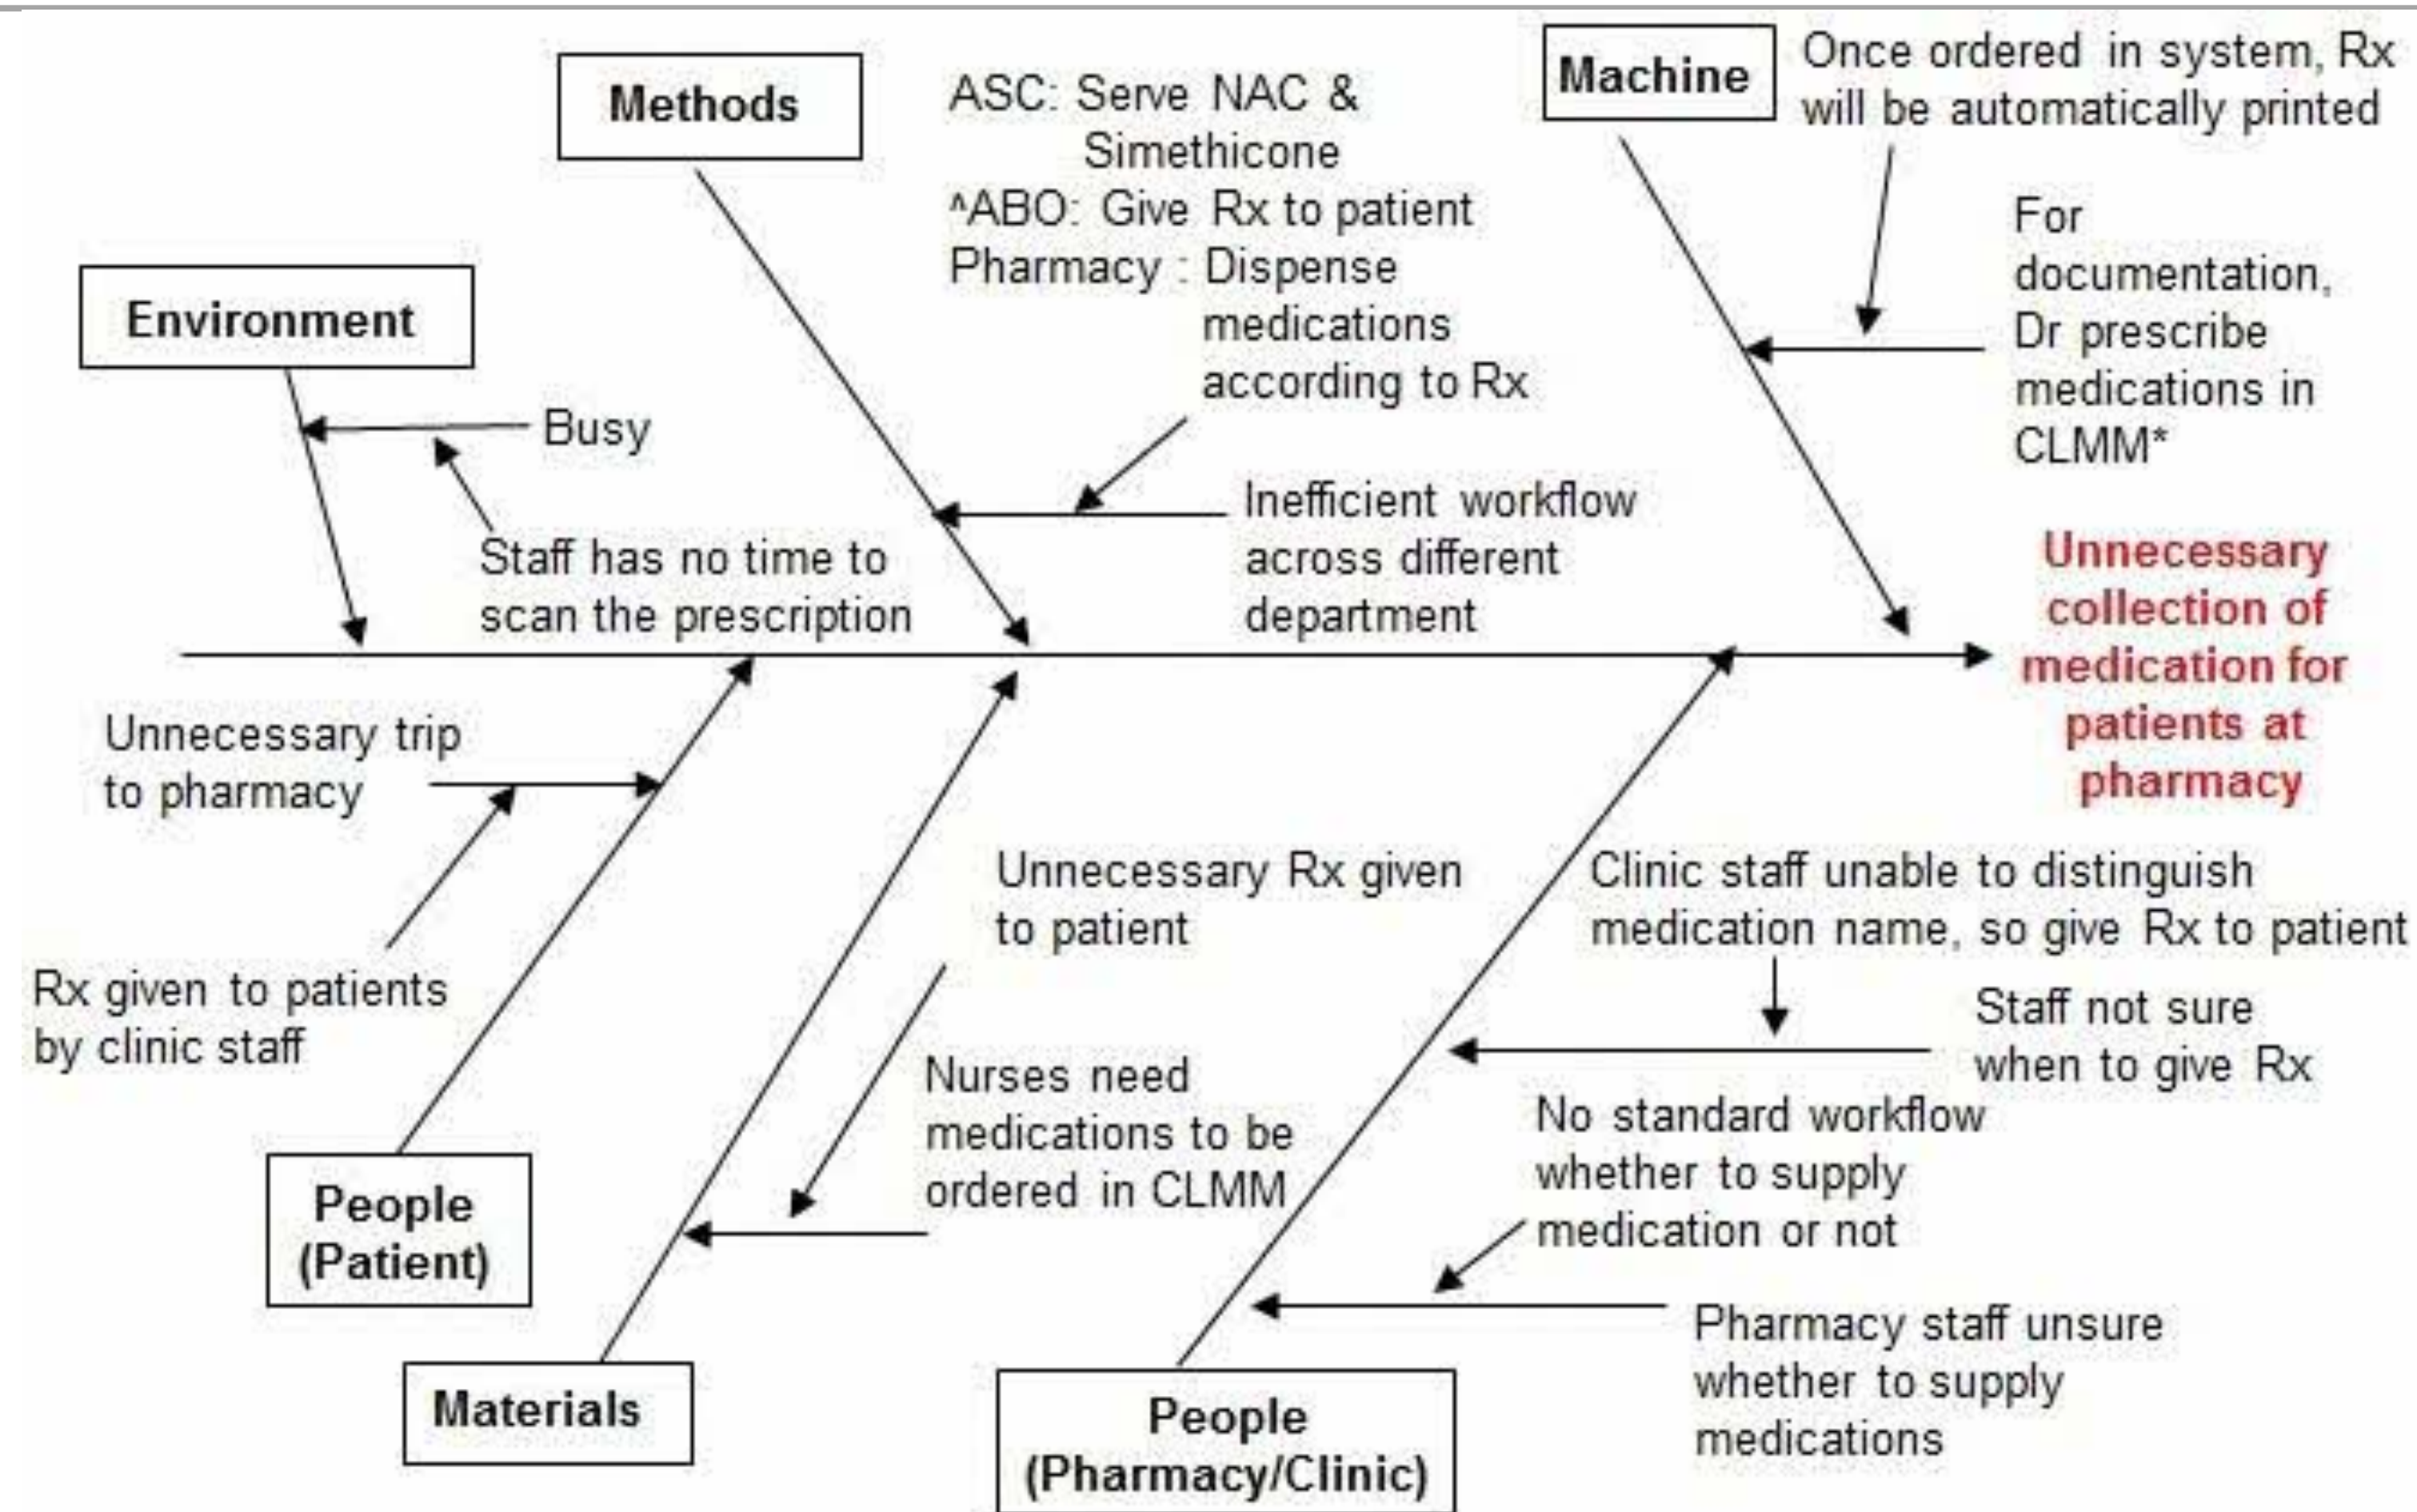 Methods
ASC: Serve NAC &
Simethicone
^ABO: Give Rx to patient
Pharmacy : Dispense
medications
according to Rx
Machine
Once ordered in system, Rx
will be automatically printed
For
documentation,
Dr prescribe
medications in
CLMM*
Environment
Busy
Staff has no time to
scan the prescription
Inefficient workflow
across different
department
Unnecessary
collection of
medication for
patients at
pharmacy
Unnecessary trip
to pharmacy
Rx given to patients
by clinic staff
People
(Patient)
Unnecessary Rx given
to patient
Nurses need
medications to be
ordered in CLMM
Materials
Clinic staff unable to distinguish
medication name, so give Rx to patient
Staff not sure
when to give Rx
No standard workflow
whether to supply
medication or not
Pharmacy staff unsure
whether to supply
medications
People
(Pharmacy/Clinic)